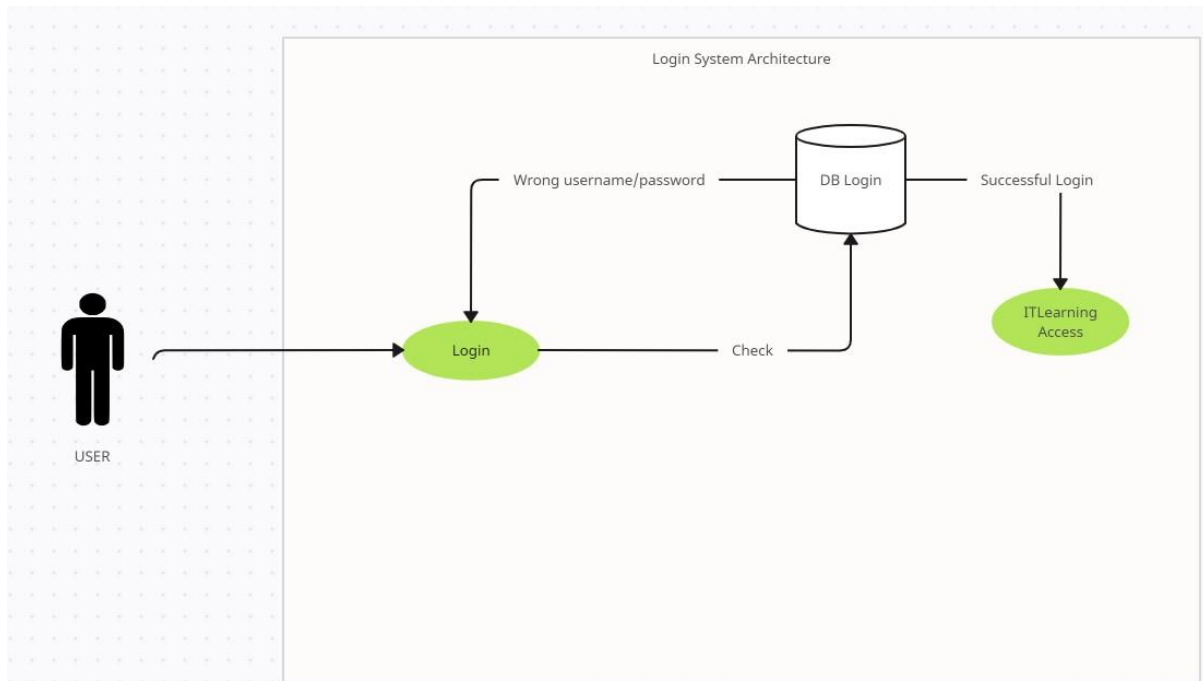 Login System Architecture
Wrong username/password
DB Login
Successful Login
ITLearning
Access
Login
Check
USER